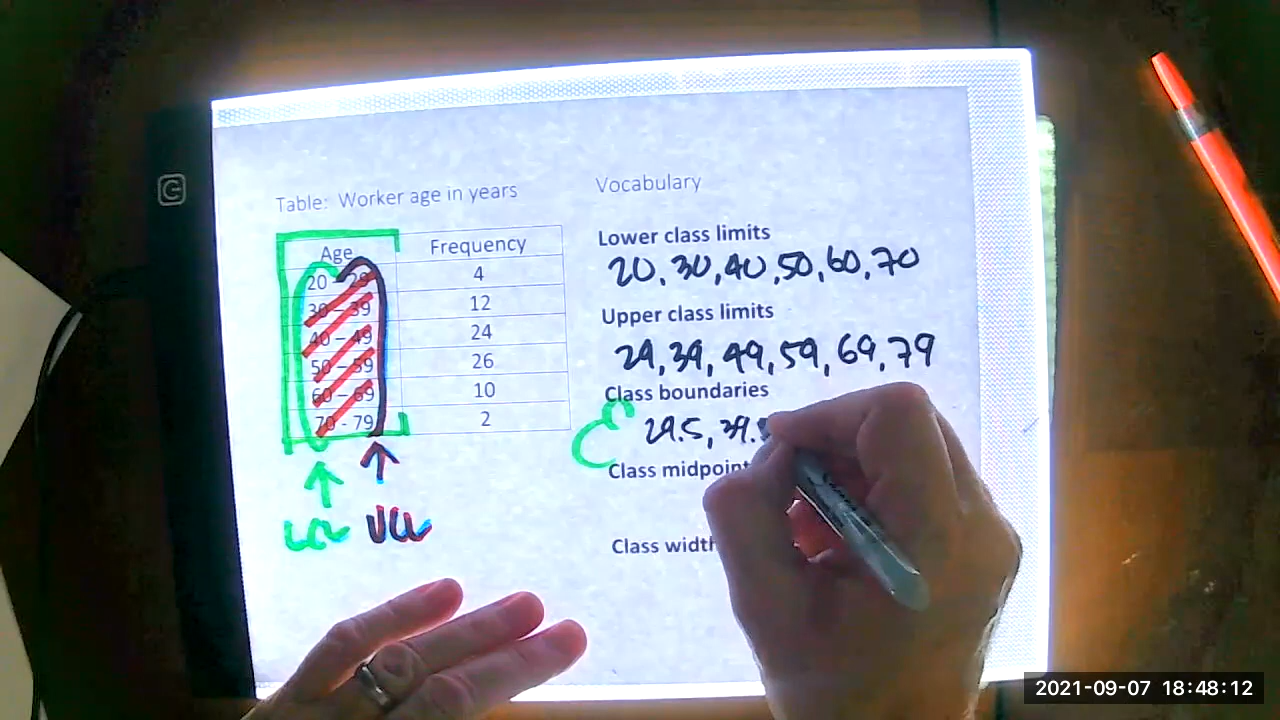 Table: Worker age in years
Age Frequency
20 - 29 4
30 – 39 12
40 – 49 24
50 – 59 26
60 – 69 10
70 - 79 2
LCL UCL
Vocabulary
Lower class limits
20, 30, 40, 50, 60, 70
Upper class limits
29, 39, 49, 59, 69, 79
Class boundaries
29.5, 39.
Class midpoint
Class width
2021-09-07 18:48:12